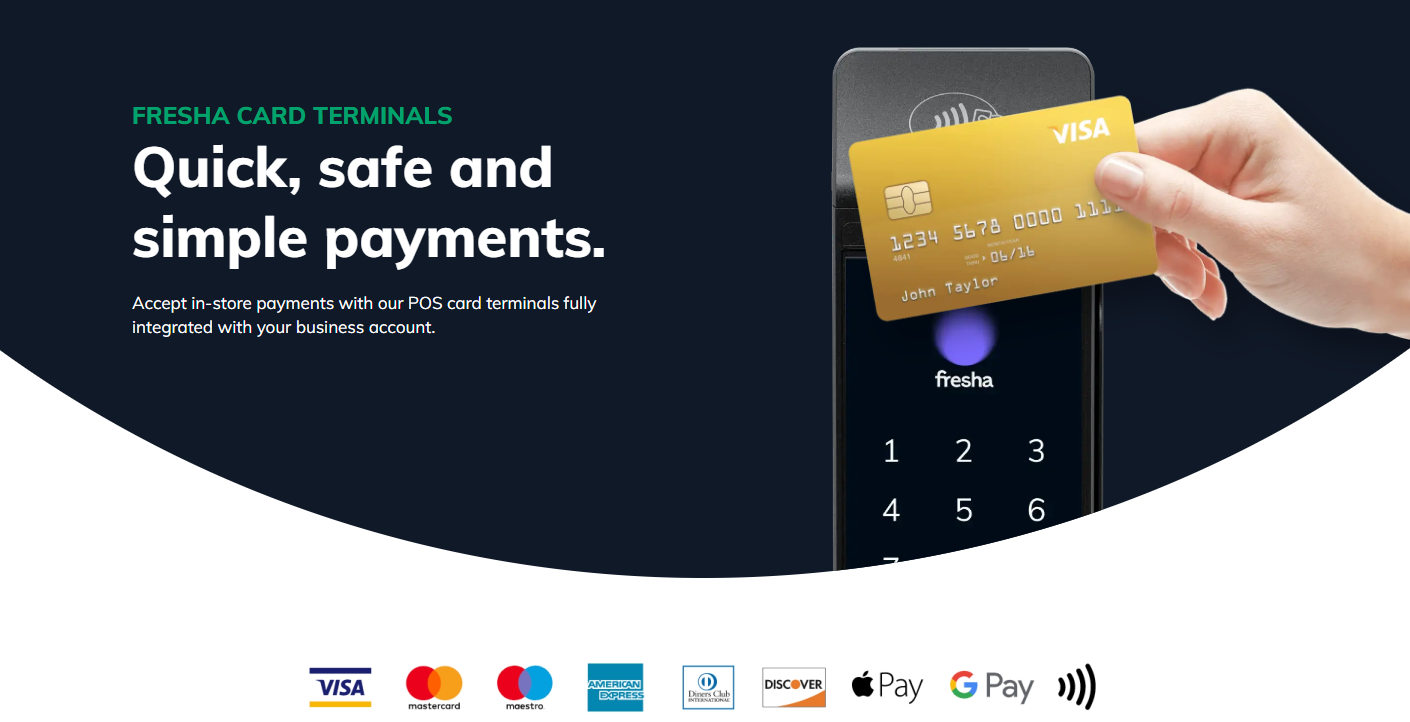 FRESHA CARD TERMINALS
Quick, safe and
simple payments.
Accept in-store payments with our POS card terminals fully
integrated with your business account.
VISA
1234 5678 0000 1111
4041
06/16
John Taylor
fresha
1 2 3
4 5 6
7
VISA
mastercard
maestro
AMERICAN
EXPRESS
Diners Club
INTERNATIONAL
DISCOVER
Pay
G Pay